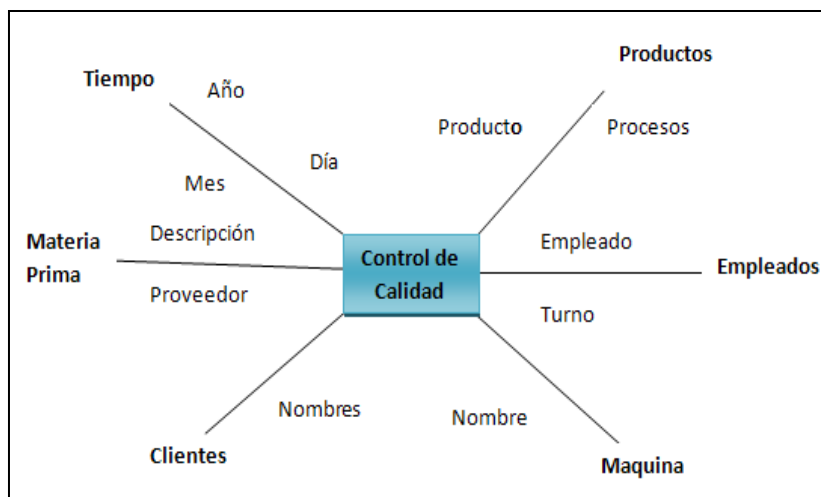 Productos
Tiempo
Año
Producto
Procesos
Día
Mes
Descripción
Materia
Prima
Proveedor
Control de
Calidad
Empleado
Empleados
Turno
Nombres
Nombre
Clientes
Maquina